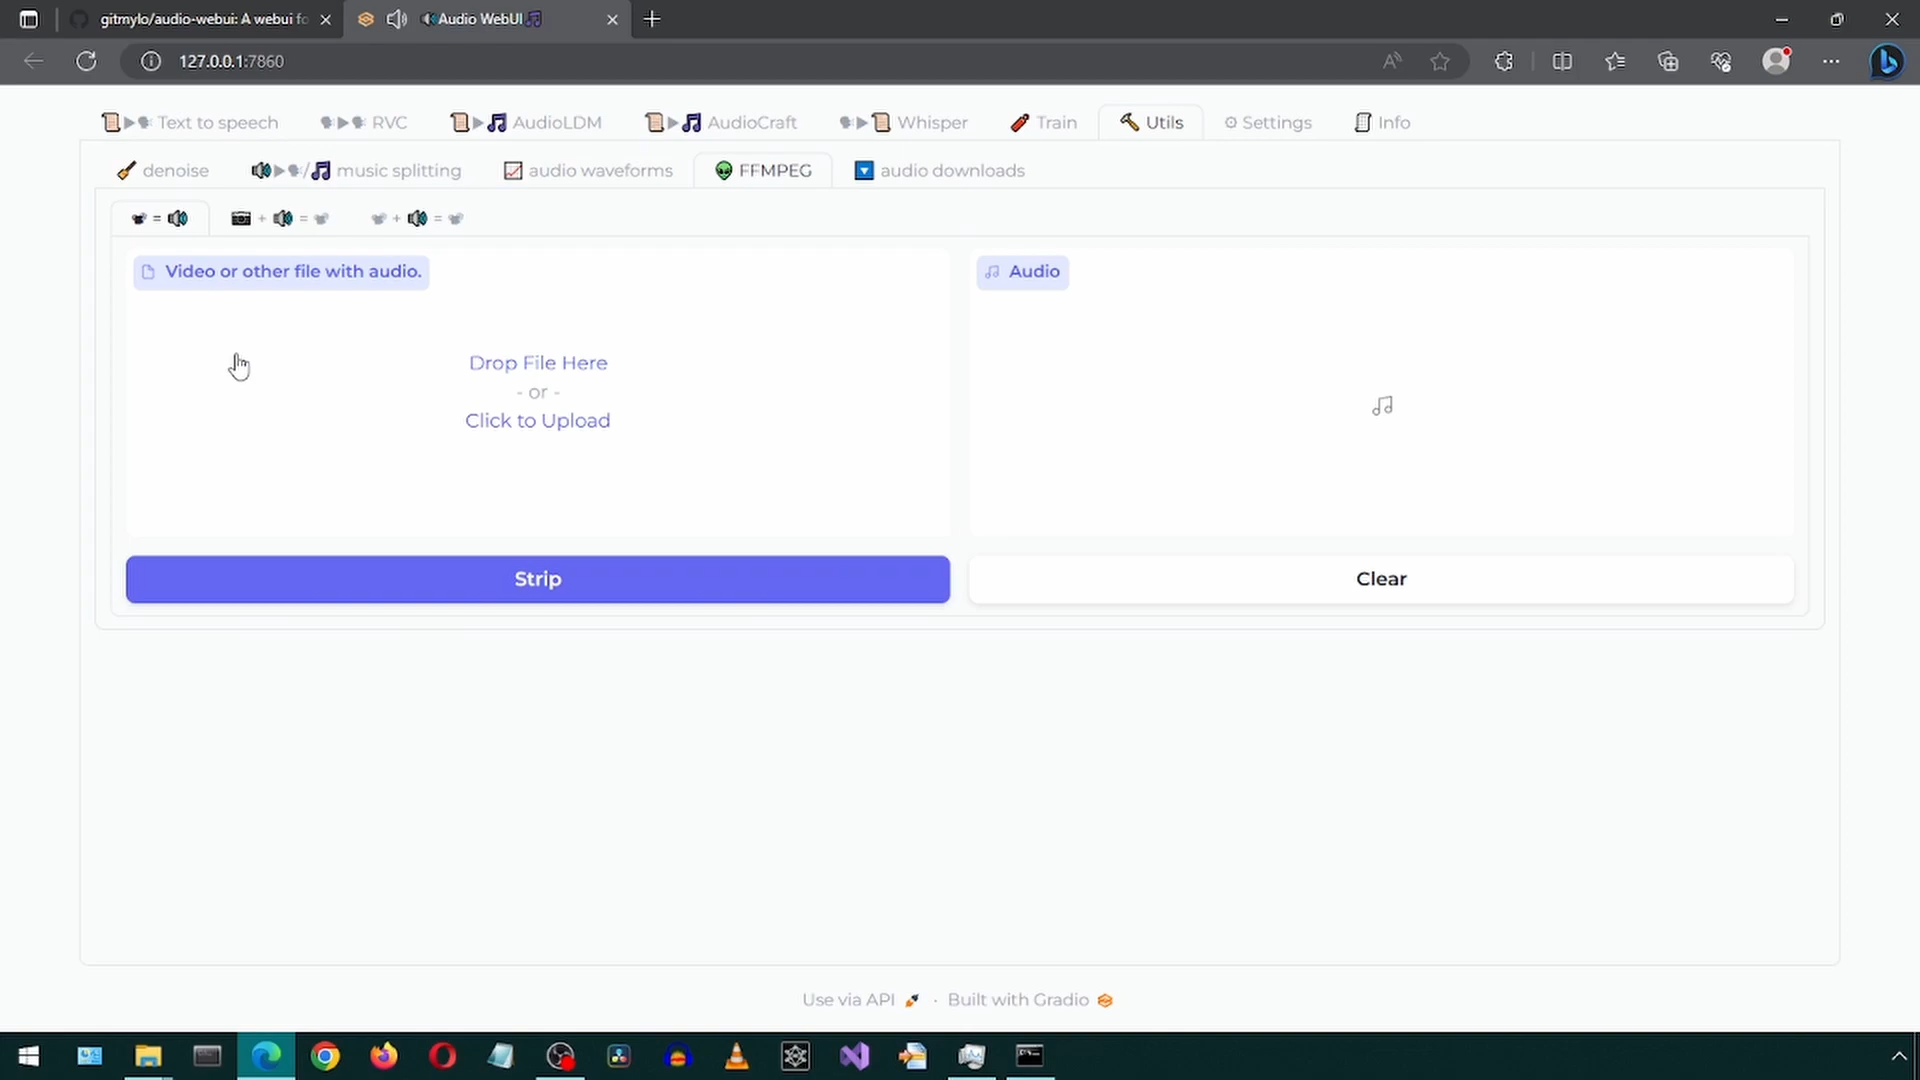 gitmylo/audio-webui: A webui fo
Audio WebUI
127.0.0.1:7860
Text to speech
RVC
AudioLDM
AudioCraft
Whisper
Train
Utils
Settings
Info
denoise
music splitting
audio waveforms
FFMPEG
audio downloads
=
+ =
+ =
Video or other file with audio.
Audio
Drop File Here
- or -
Click to Upload
Strip
Clear
Use via API · Built with Gradio